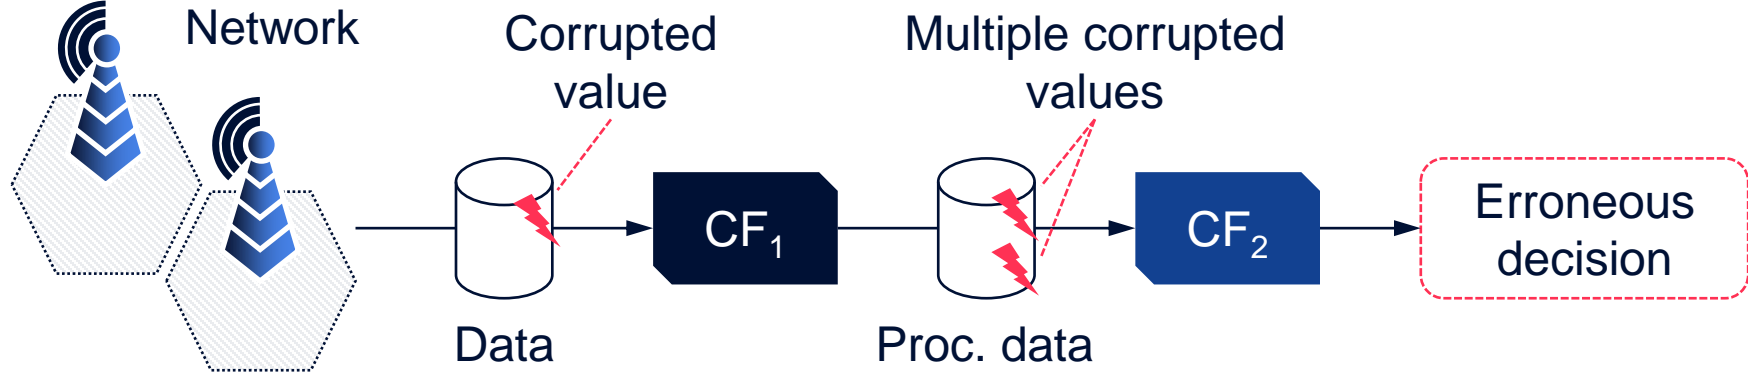 Network
Corrupted
value
Multiple corrupted
values
CF₁
CF₂
Erroneous
decision
Data
Proc. data